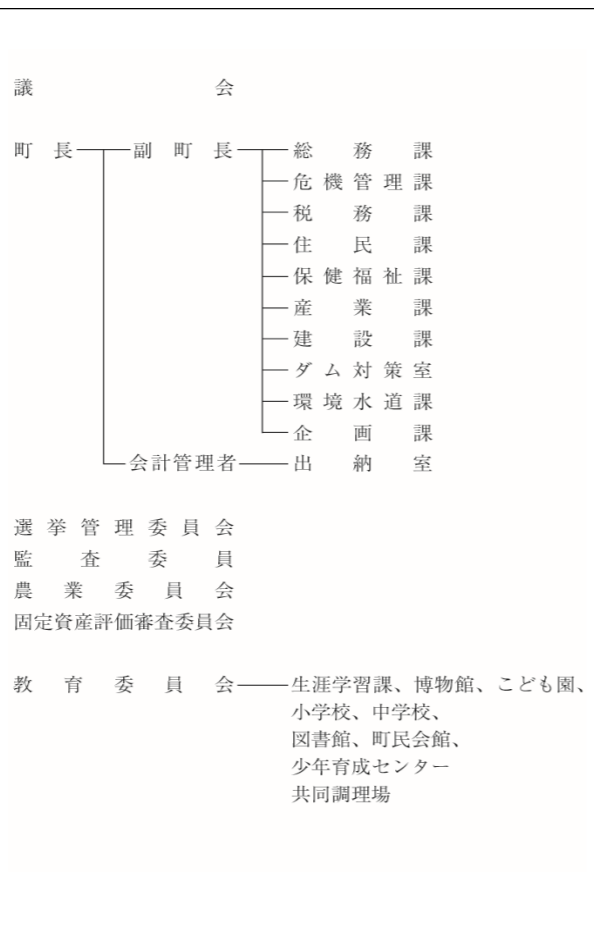 議会
町長 副町長 総務課
危機管理課
税務課
住民課
保健福祉課
産業課
建設課
ダム対策室
環境水道課
企画課
会計管理者 出納室
選挙管理委員会
監査委員
農業委員会
固定資産評価審査委員会
教育委員会 生涯学習課、博物館、こども園、
小学校、中学校、
図書館、町民会館、
少年育成センター
共同調理場